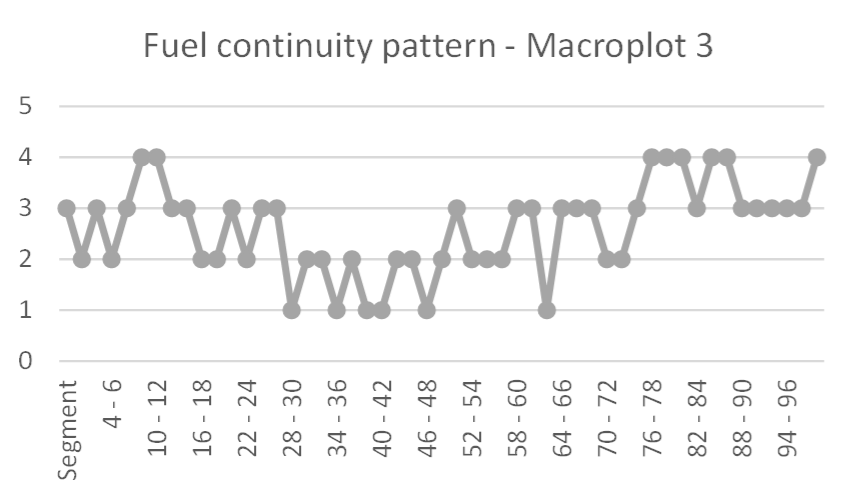 Fuel continuity pattern - Macroplot 3
5
4
3
2
1
0
Segment
4 - 6
10 - 12
16 - 18
22 - 24
28 - 30
34 - 36
40 - 42
46 - 48
52 - 54
58 - 60
64 - 66
70 - 72
76 - 78
82 - 84
88 - 90
94 - 96